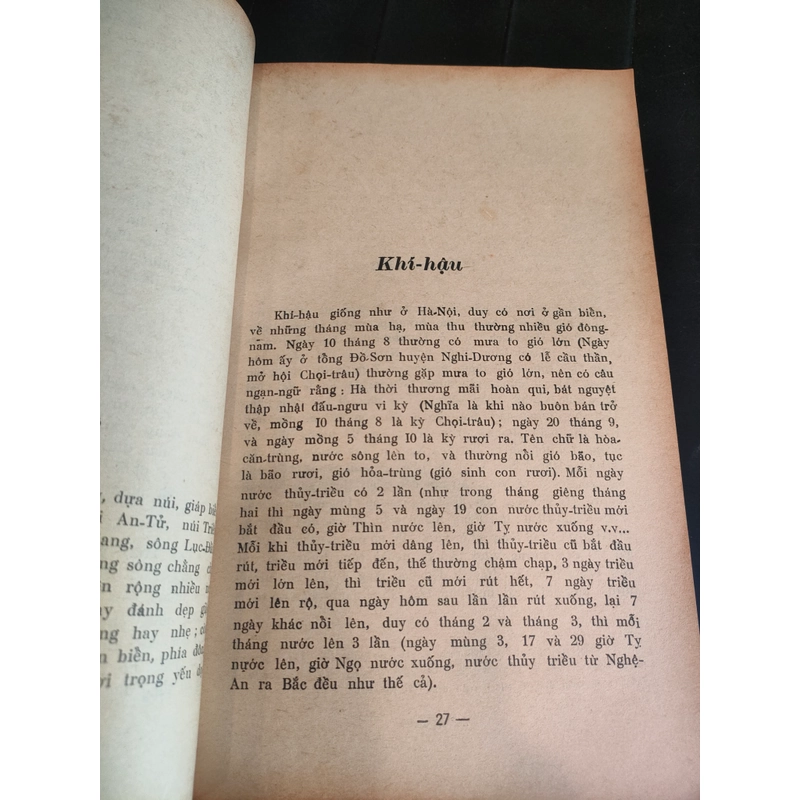 dựa núi, giáp
An-Tử, núi
ang, sông
sông chằng
rộng nhiều
đánh dẹp
ng hay nhẹ;
biền, phía
trọng yếu
Khí-hậu
Khí-hậu giống như ở Hà-Nội, duy có nơi ở gần biền,
về những tháng mùa hạ, mùa thu thường nhiều gió đông-
nam. Ngày 10 tháng 8 thường có mưa to gió lớn (Ngày
hôm ấy ở tổng Đồ-Sơn huyện Nghi-Dương có lễ cầu thần,
mở hội Chọi-trâu) thường gặp mưa to gió lớn, nên có câu
ngạn-ngữ rằng : Hà thời thương mãi hoàn qui, bát nguyệt
thập nhật đấu-ngưu vi kỳ (Nghĩa là khi nào buôn bán trở
về, mồng 10 tháng 8 là kỳ Chọi-trâu) ; ngày 20 tháng 9,
và ngày mồng 5 tháng 10 là kỳ rươi ra. Tên chữ là hòa-
căn-trùng, nước sông lên to, và thường nổi gió bão, tục
là bão rươi, gió hỏa-trùng (gió sinh con rươi). Mỗi ngày
nước thủy-triều có 2 lần (như trong tháng giêng tháng
hai thì ngày mùng 5 và ngày 19 con nước thủy-triều mới
bắt đầu có, giờ Thìn nước lên, giờ Tỵ nước xuống v.v...
Mỗi khi thủy-triều mới dâng lên, thì thủy-triều cũ bắt đầu
rút, triều mới tiếp đến, thế thường chậm chạp, 3 ngày triều
mới lớn lên, thì triều cũ mới rút hết, 7 ngày triều
mới lên rộ, qua ngày hôm sau lần lần rút xuống, lại 7
ngày khác nồi lên, duy có tháng 2 và tháng 3, thì mỗi
tháng nước lên 3 lần (ngày mùng 3, 17 và 29 giờ Tỵ
nước lên, giờ Ngọ nước xuống, nước thủy triều từ Nghệ-
An ra Bắc đều như thế cả).
— 27 —